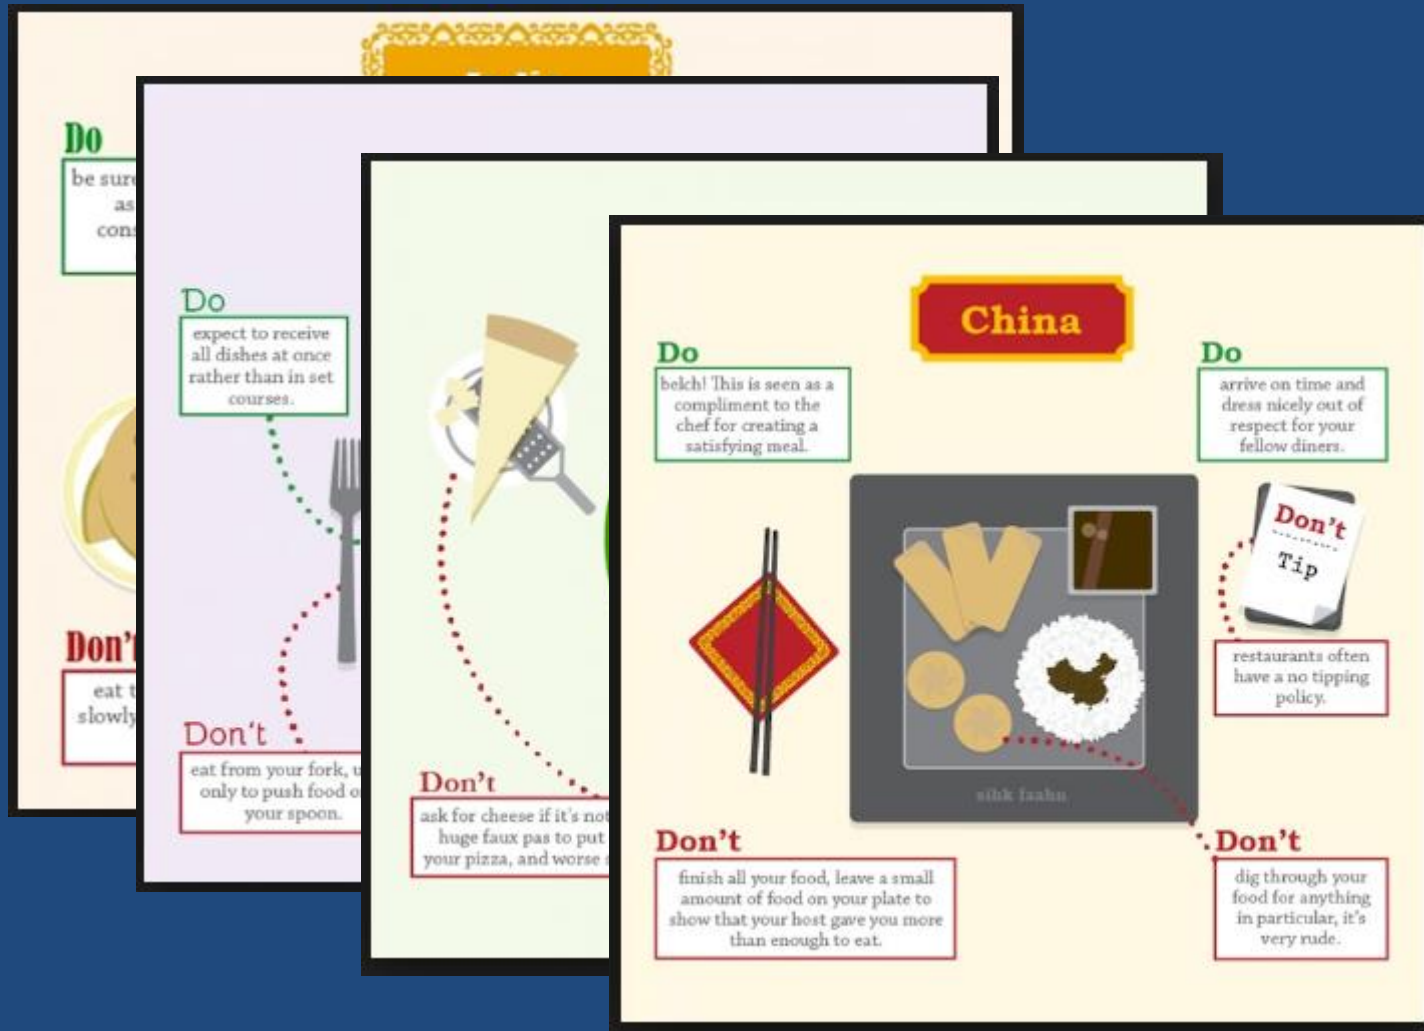 Do
be sure
as
cons
Don't
eat t
slowly
Do
expect to receive
all dishes at once
rather than in set
courses.
Don't
eat from your fork, u
only to push food o
your spoon.
Don't
ask for cheese if it's not
huge faux pas to put
your pizza, and worse
China
Do
belch! This is seen as a
compliment to the
chef for creating a
satisfying meal.
Do
arrive on time and
dress nicely out of
respect for your
fellow diners.
Don't
Tip
restaurants often
have a no tipping
policy.
sihk faahn
Don't
finish all your food, leave a small
amount of food on your plate to
show that your host gave you more
than enough to eat.
Don't
dig through your
food for anything
in particular, it's
very rude.